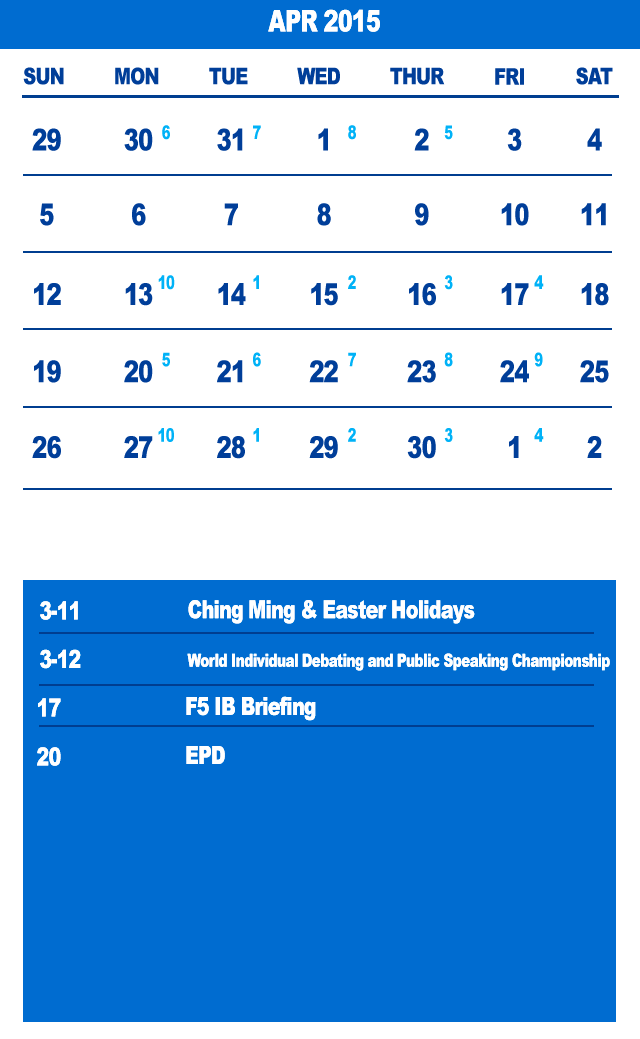 APR 2015
SUN MON TUE WED THUR FRI SAT
29 30 6 31 7 1 8 2 5 3 4
5 6 7 8 9 10 11
12 13 10 14 1 15 2 16 3 17 4 18
19 20 5 21 6 22 7 23 8 24 9 25
26 27 10 28 1 29 2 30 3 1 4 2
3-11 Ching Ming & Easter Holidays
3-12 World Individual Debating and Public Speaking Championship
17 F5 IB Briefing
20 EPD